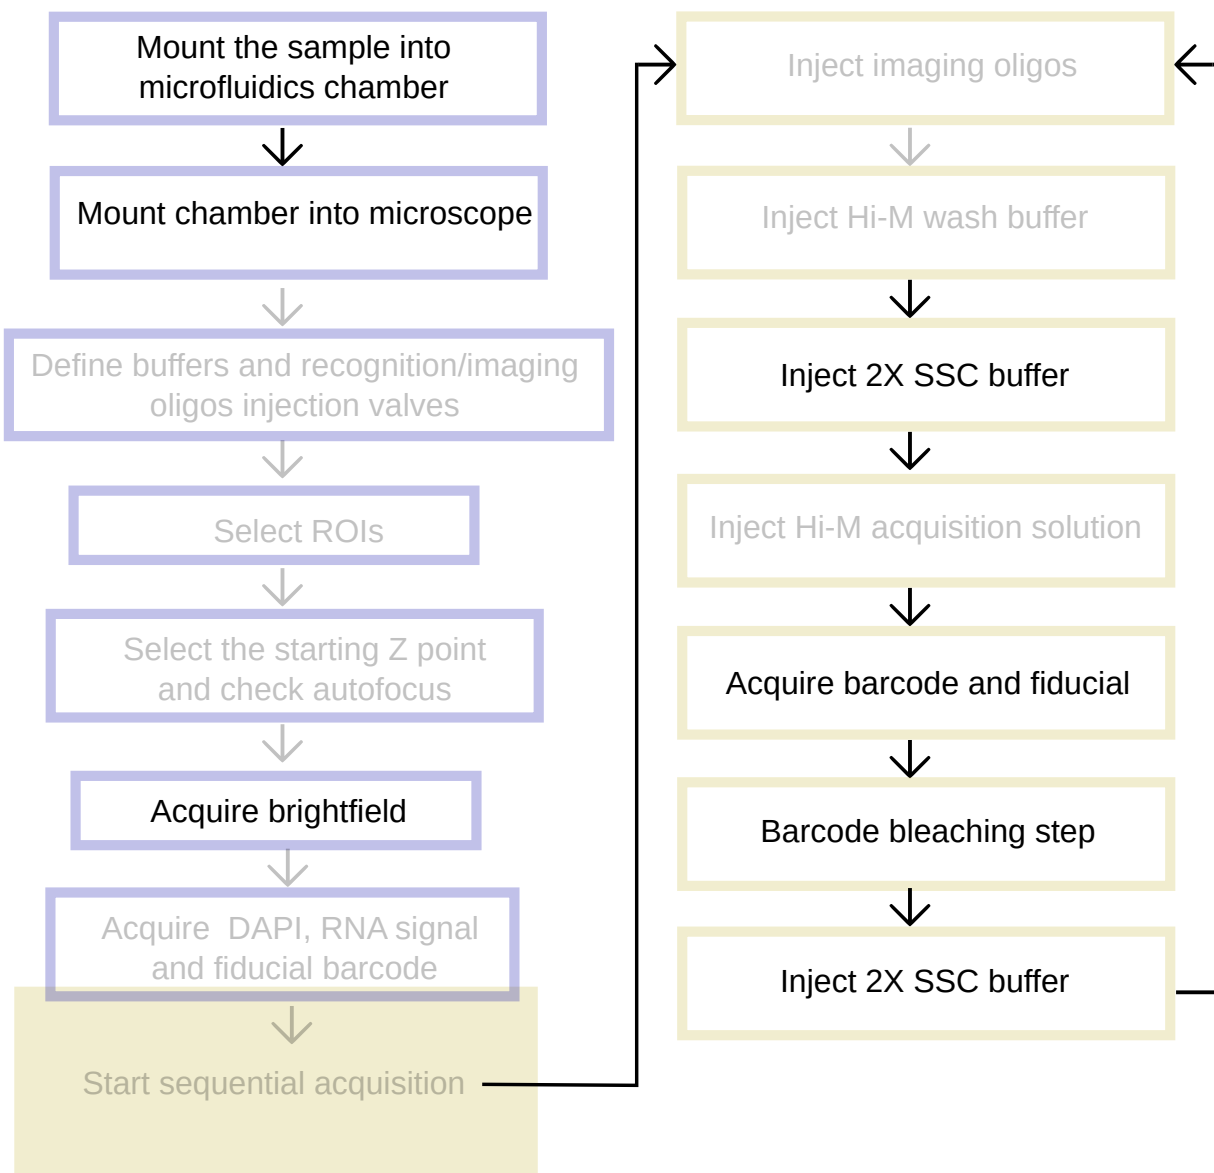 Mount the sample into
microfluidics chamber
Mount chamber into microscope
Define buffers and recognition/imaging
oligos injection valves
Select ROIs
Select the starting Z point
and check autofocus
Acquire brightfield
Acquire  DAPI, RNA signal
and fiducial barcode
Start sequential acquisition
Inject imaging oligos
Inject Hi-M wash buffer
Inject 2X SSC buffer
Inject Hi-M acquisition solution
Acquire barcode and fiducial
Barcode bleaching step
Inject 2X SSC buffer